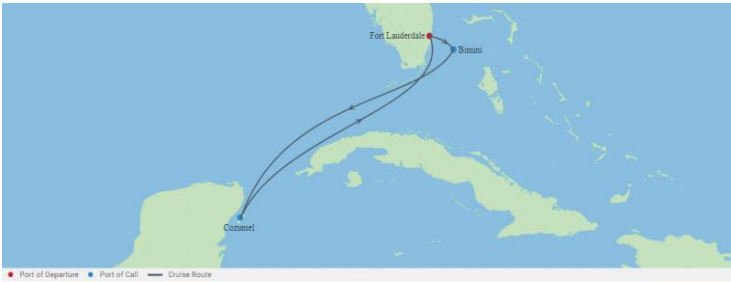 Fort Lauderdale
Bimini
Cozumel
Port of Departure Port of Call Cruise Route